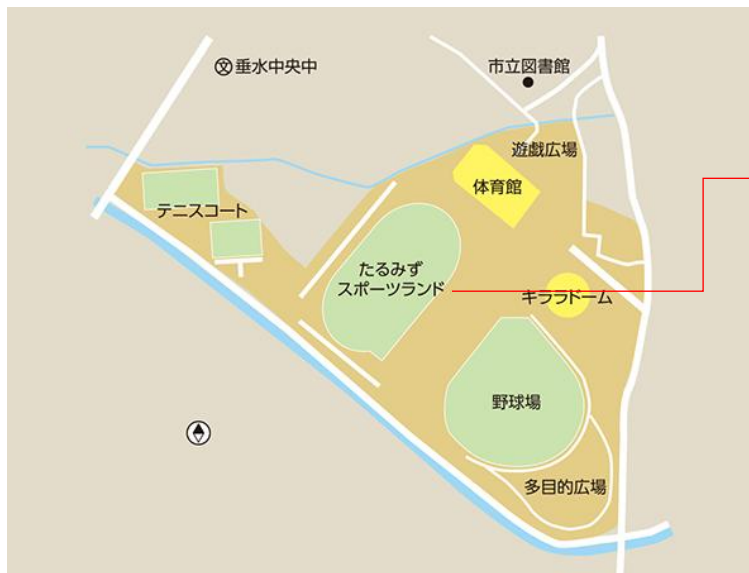 文垂水中央中
市立図書館
遊戯広場
体育館
テニスコート
たるみず
スポーツランド
キララドーム
野球場
多目的広場